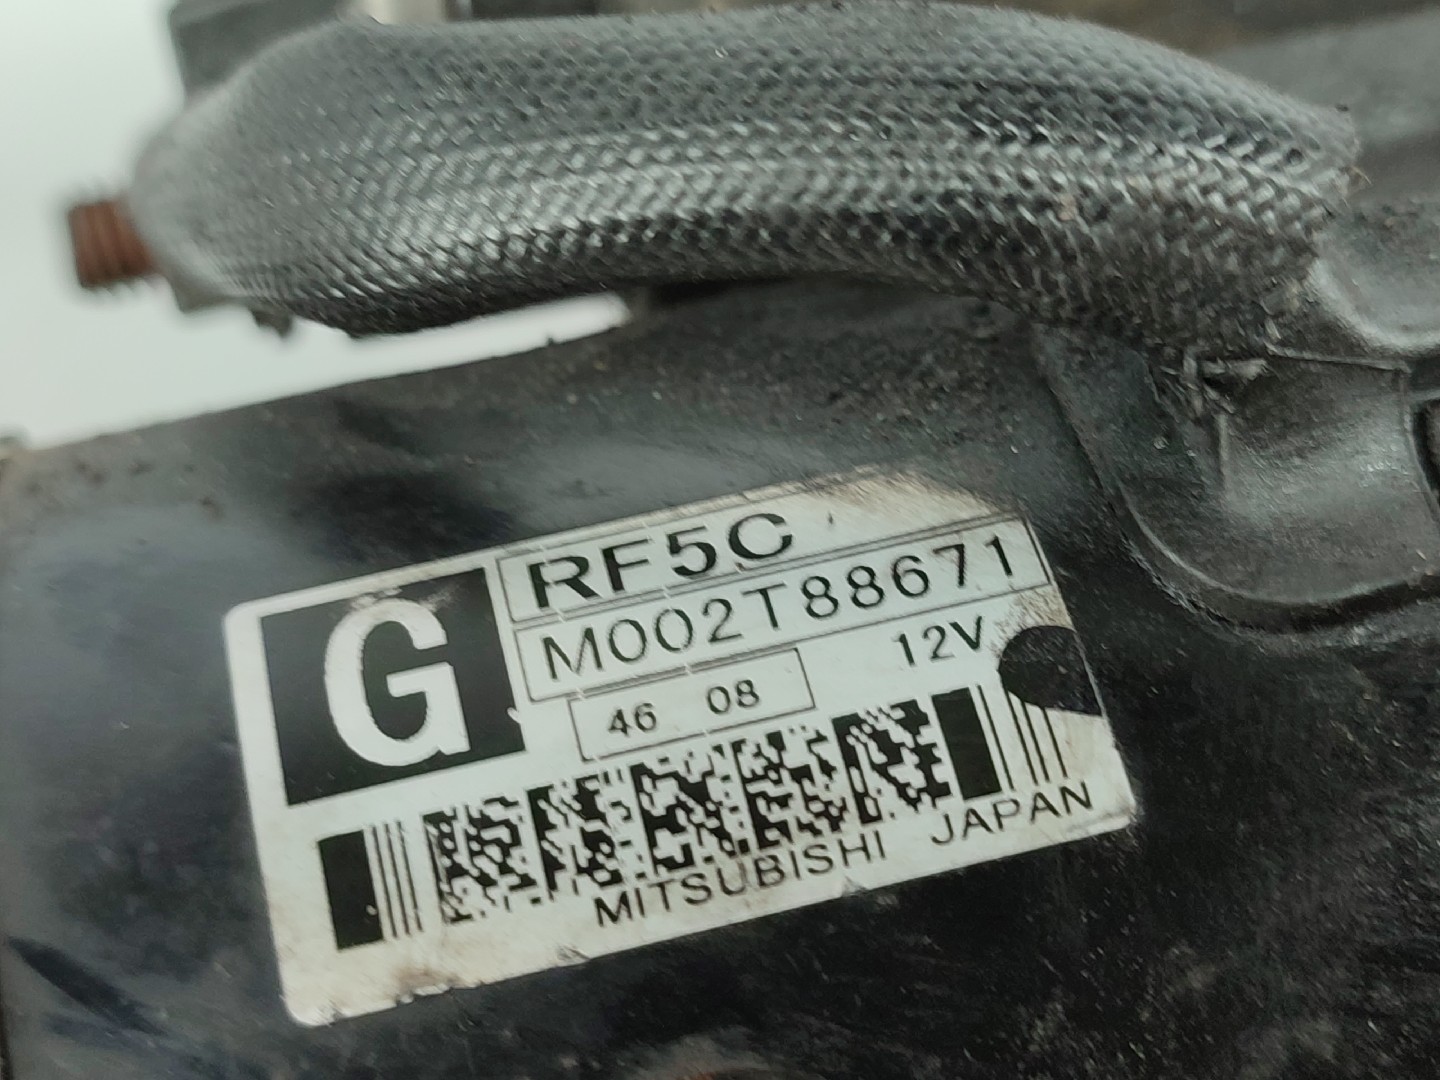 G
RF5C
M002T88671
46 08
12V
MITSUBISHI JAPAN